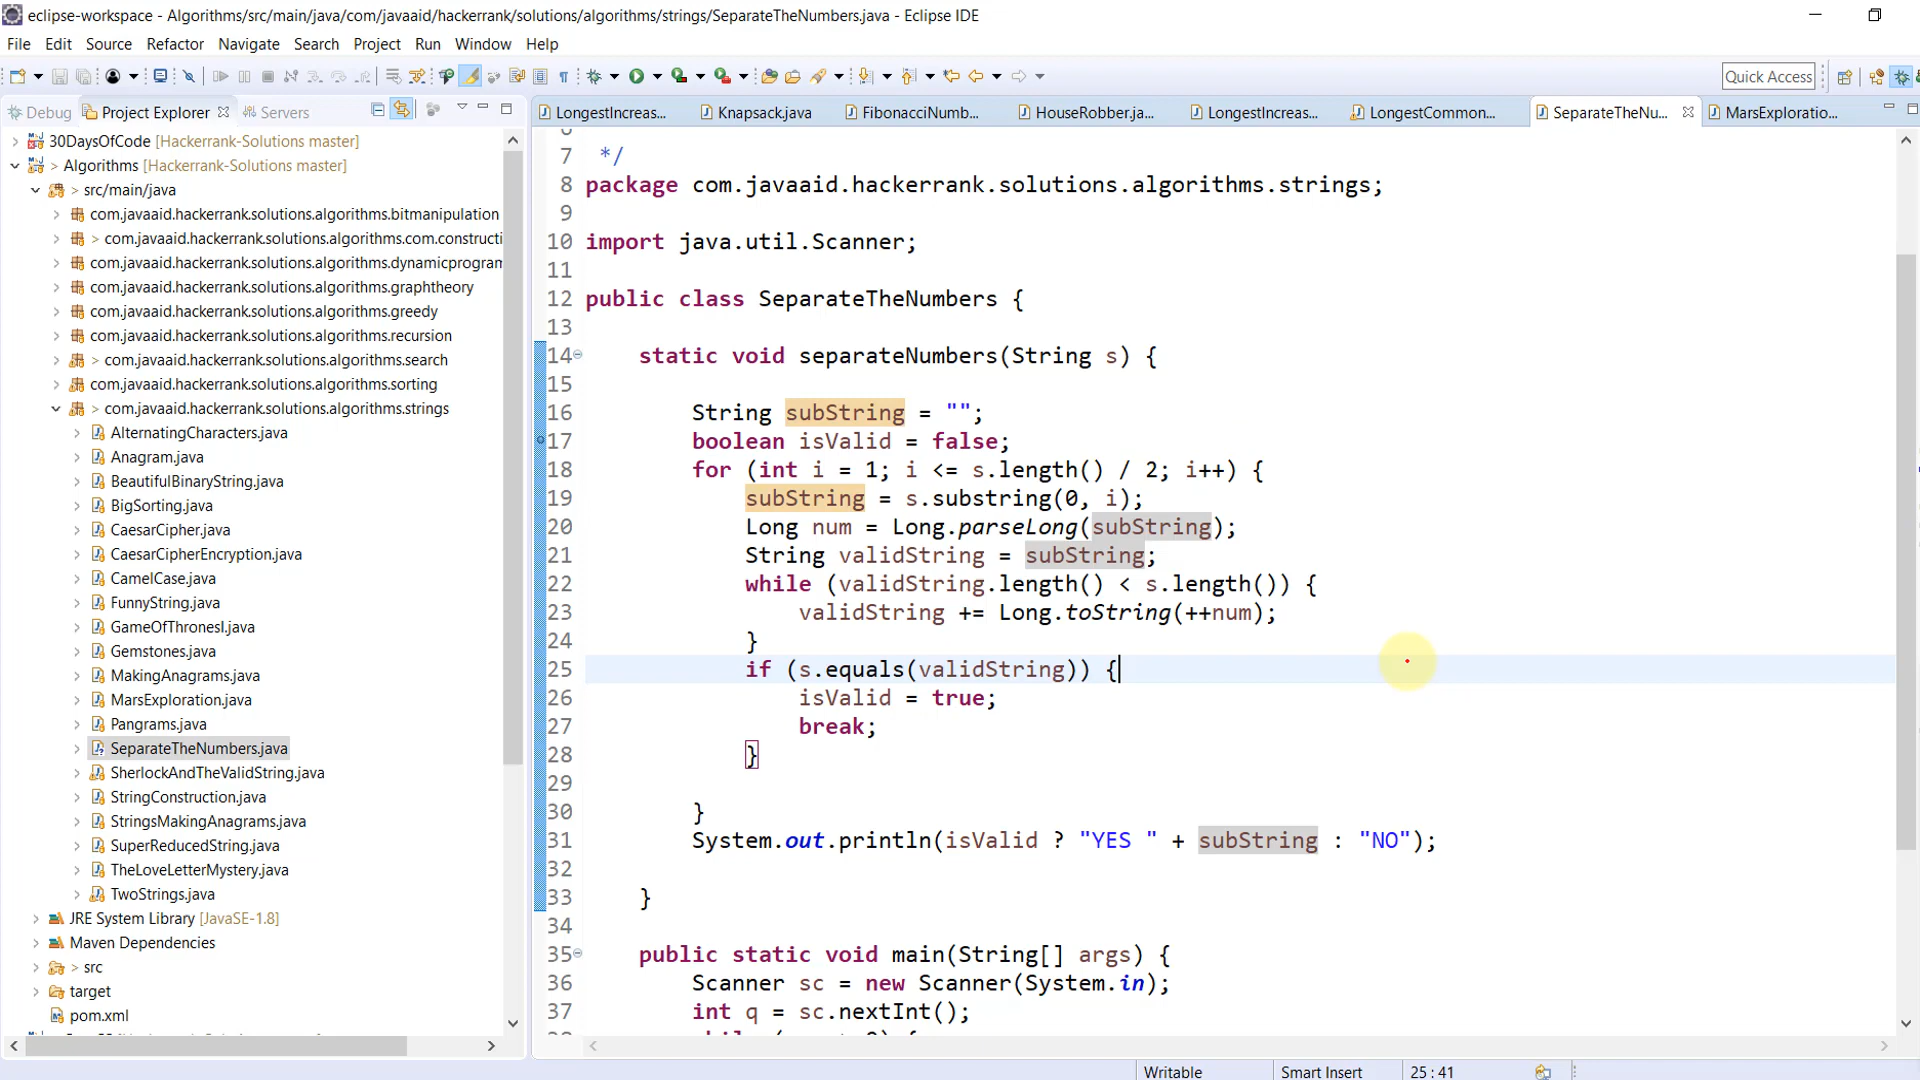 eclipse-workspace - Algorithms/src/main/java/com/javaaid/hackerrank/solutions/algorithms/strings/SeparateTheNumbers.java - Eclipse IDE
File Edit Source Refactor Navigate Search Project Run Window Help
Quick Access
Debug Project Explorer Servers
LongestIncreas... Knapsack.java FibonacciNumb... HouseRobber.ja... LongestIncreas... LongestCommon... SeparateTheNu... MarsExploratio...
30DaysOfCode [Hackerrank-Solutions master]
> Algorithms [Hackerrank-Solutions master]
> src/main/java
com.javaaid.hackerrank.solutions.algorithms.bitmanipulation
> com.javaaid.hackerrank.solutions.algorithms.com.constructi
com.javaaid.hackerrank.solutions.algorithms.dynamicprogram
com.javaaid.hackerrank.solutions.algorithms.graphtheory
com.javaaid.hackerrank.solutions.algorithms.greedy
com.javaaid.hackerrank.solutions.algorithms.recursion
> com.javaaid.hackerrank.solutions.algorithms.search
com.javaaid.hackerrank.solutions.algorithms.sorting
> com.javaaid.hackerrank.solutions.algorithms.strings
AlternatingCharacters.java
Anagram.java
BeautifulBinaryString.java
BigSorting.java
CaesarCipher.java
CaesarCipherEncryption.java
CamelCase.java
FunnyString.java
GameOfThronesI.java
Gemstones.java
MakingAnagrams.java
MarsExploration.java
Pangrams.java
SeparateTheNumbers.java
SherlockAndTheValidString.java
StringConstruction.java
StringsMakingAnagrams.java
SuperReducedString.java
TheLoveLetterMystery.java
TwoStrings.java
JRE System Library [JavaSE-1.8]
Maven Dependencies
> src
target
pom.xml
7 */
8 package com.javaaid.hackerrank.solutions.algorithms.strings;
9
10 import java.util.Scanner;
11
12 public class SeparateTheNumbers {
13
14 static void separateNumbers(String s) {
15
16 String subString = "";
17 boolean isValid = false;
18 for (int i = 1; i <= s.length() / 2; i++) {
19 subString = s.substring(0, i);
20 Long num = Long.parseLong(subString);
21 String validString = subString;
22 while (validString.length() < s.length()) {
23 validString += Long.toString(++num);
24 }
25 if (s.equals(validString)) {
26 isValid = true;
27 break;
28 }
29
30 }
31 System.out.println(isValid ? "YES " + subString : "NO");
32
33 }
34
35 public static void main(String[] args) {
36 Scanner sc = new Scanner(System.in);
37 int q = sc.nextInt();
Writable Smart Insert 25 : 41